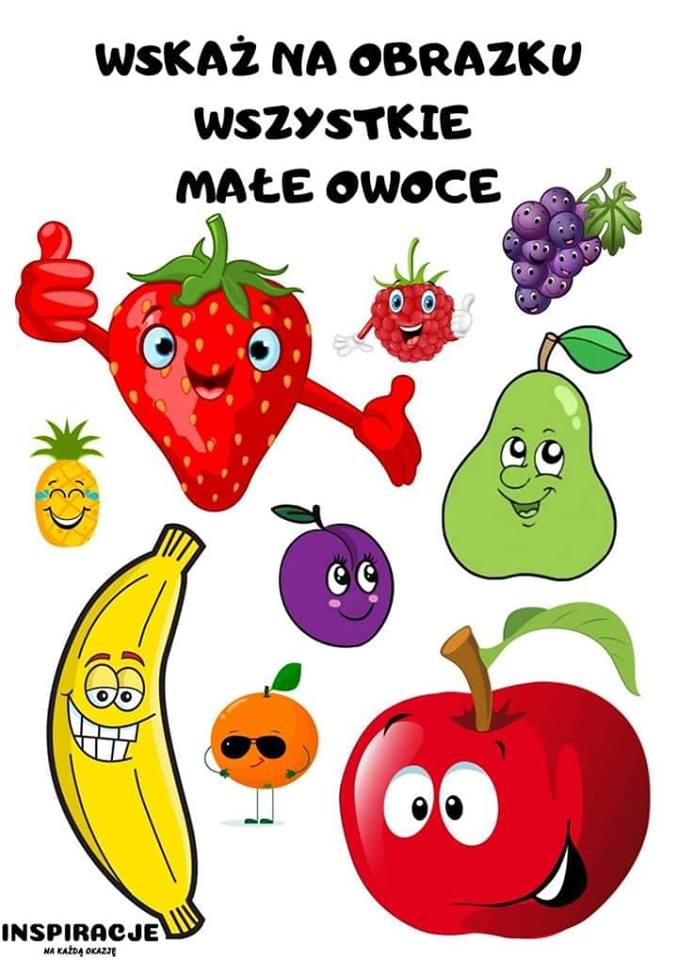 WSKAŻ NA OBRAZKU
WSZYSTKIE
MAŁE OWOCE
INSPIRACJE
NA KAŻDĄ OKAZJĘ